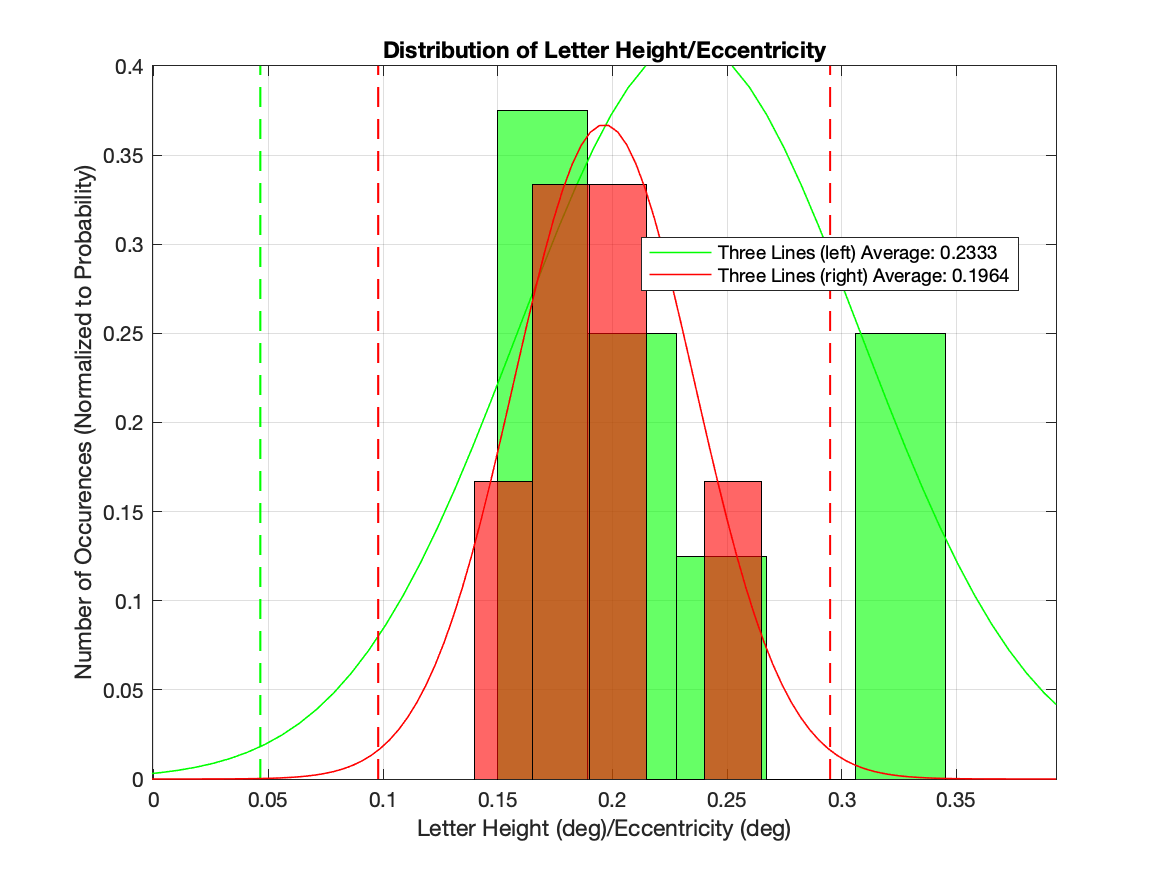 Distribution of Letter Height/Eccentricity
0.4
0.35
0.3
0.25
0.2
0.15
0.1
0.05
0
Number of Occurences (Normalized to Probability)
Three Lines (left) Average: 0.2333
Three Lines (right) Average: 0.1964
0 0.05 0.1 0.15 0.2 0.25 0.3 0.35
Letter Height (deg)/Eccentricity (deg)